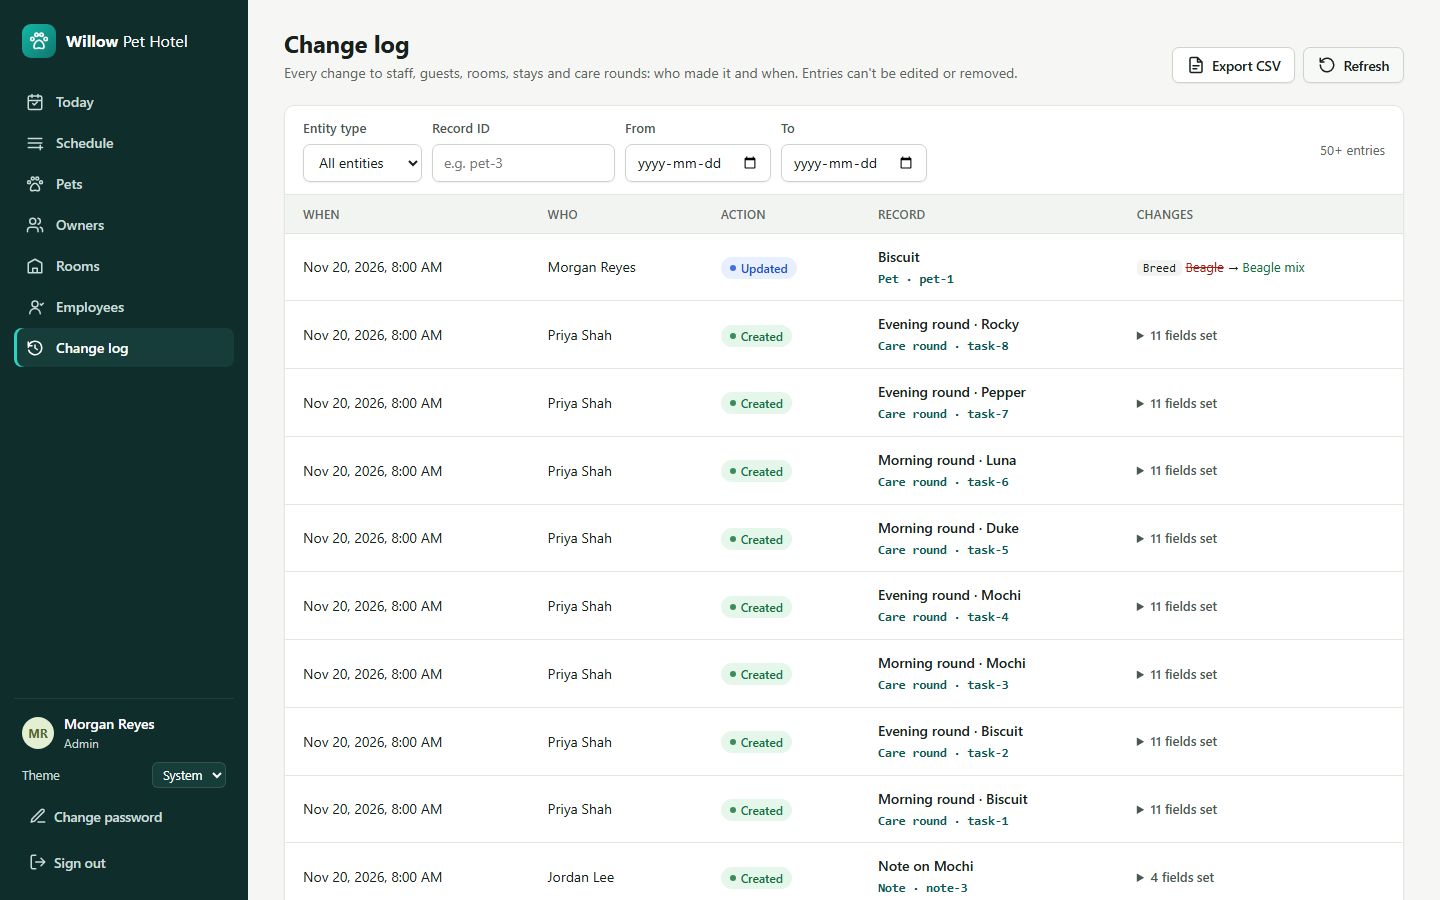 Willow Pet Hotel
Today
Schedule
Pets
Owners
Rooms
Employees
Change log
MR
Morgan Reyes
Admin
Theme
System
Change password
Sign out
Change log
Every change to staff, guests, rooms, stays and care rounds: who made it and when. Entries can't be edited or removed.
Export CSV
Refresh
Entity type
Record ID
From
To
All entities
e.g. pet-3
yyyy-mm-dd
yyyy-mm-dd
50+ entries
WHEN WHO ACTION RECORD CHANGES
Nov 20, 2026, 8:00 AM Morgan Reyes Updated Biscuit Breed Beagle → Beagle mix
Pet · pet-1
Nov 20, 2026, 8:00 AM Priya Shah Created Evening round · Rocky 11 fields set
Care round · task-8
Nov 20, 2026, 8:00 AM Priya Shah Created Evening round · Pepper 11 fields set
Care round · task-7
Nov 20, 2026, 8:00 AM Priya Shah Created Morning round · Luna 11 fields set
Care round · task-6
Nov 20, 2026, 8:00 AM Priya Shah Created Morning round · Duke 11 fields set
Care round · task-5
Nov 20, 2026, 8:00 AM Priya Shah Created Evening round · Mochi 11 fields set
Care round · task-4
Nov 20, 2026, 8:00 AM Priya Shah Created Morning round · Mochi 11 fields set
Care round · task-3
Nov 20, 2026, 8:00 AM Priya Shah Created Evening round · Biscuit 11 fields set
Care round · task-2
Nov 20, 2026, 8:00 AM Priya Shah Created Morning round · Biscuit 11 fields set
Care round · task-1
Nov 20, 2026, 8:00 AM Jordan Lee Created Note on Mochi 4 fields set
Note · note-3